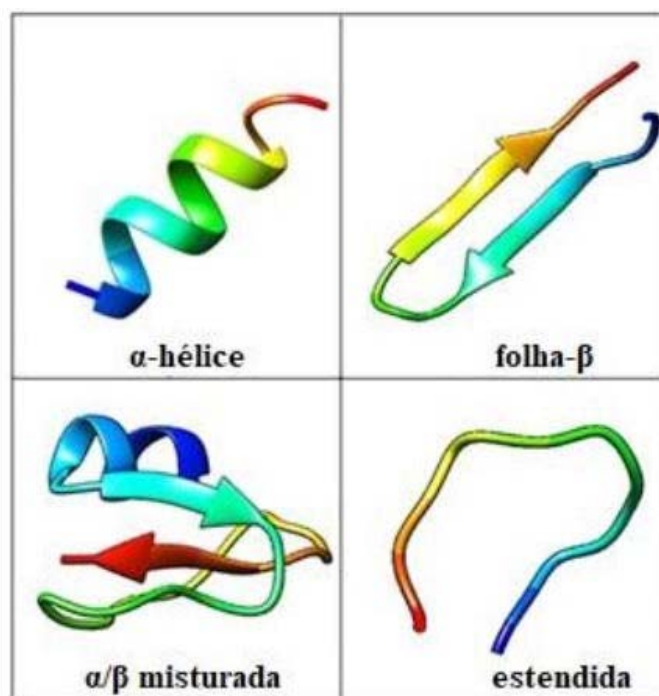 α-hélice
folha-β
α/β misturada
estendida